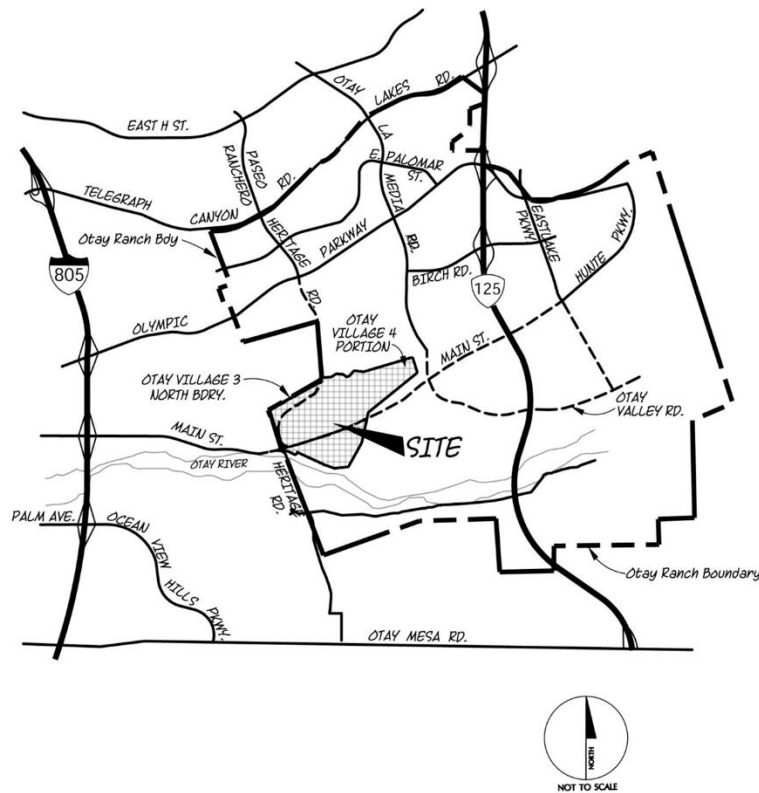 OTAY
LAKES
RD.
EAST H ST.
LA
PASEO
RANCHERO
E. PALOMAR
ST.
TELEGRAPH
CANYON
RD.
MEDIA
RD.
EASTLAKE
PKWY.
HUNTE
PKWY.
Otay Ranch Bdy
HERITAGE
RD.
PARKWAY
OLYMPIC
BIRCH RD.
805
125
OTAY
VILLAGE 4
PORTION
MAIN ST.
OTAY VILLAGE 3
NORTH BDRY.
OTAY
VALLEY RD.
MAIN ST.
SITE
OTAY RIVER
HERITAGE
RD.
PALM AVE.
OCEAN
VIEW
HILLS
PKWY.
Otay Ranch Boundary
OTAY MESA RD.
NORTH
NOT TO SCALE